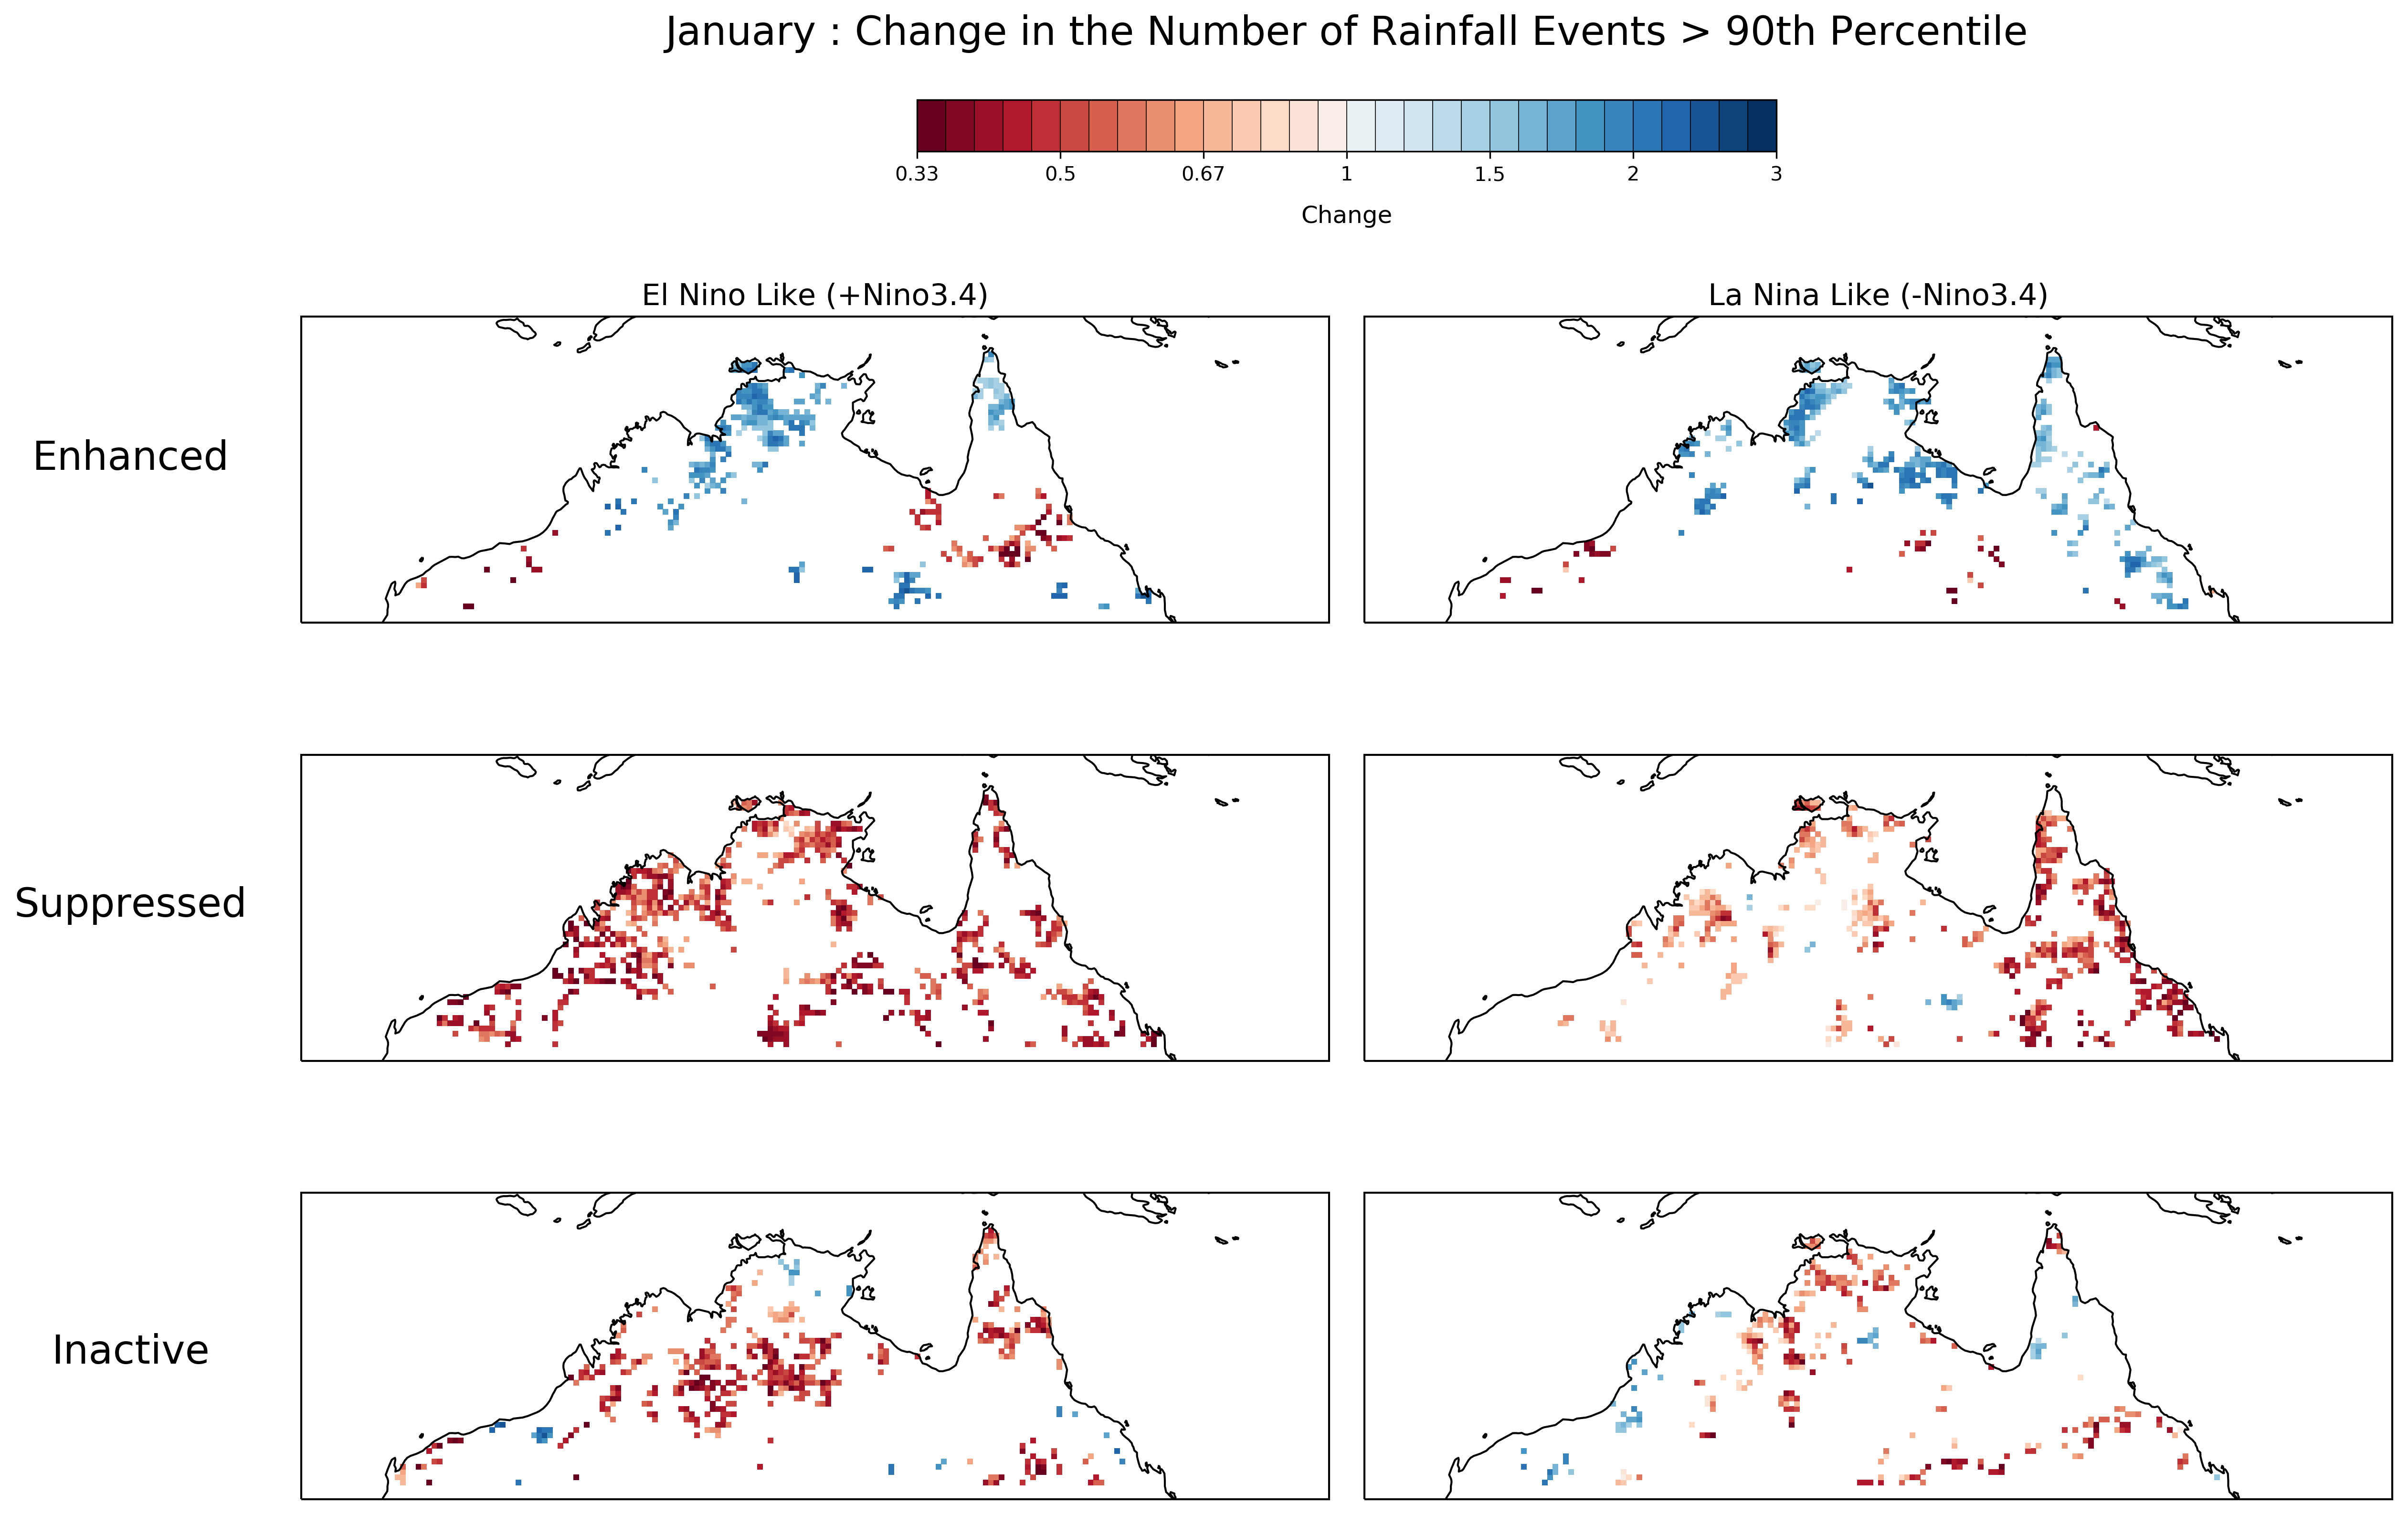 January : Change in the Number of Rainfall Events > 90th Percentile
0.33 0.5 0.67 1 1.5 2 3
Change
El Nino Like (+Nino3.4) La Nina Like (-Nino3.4)
Enhanced
Suppressed
Inactive